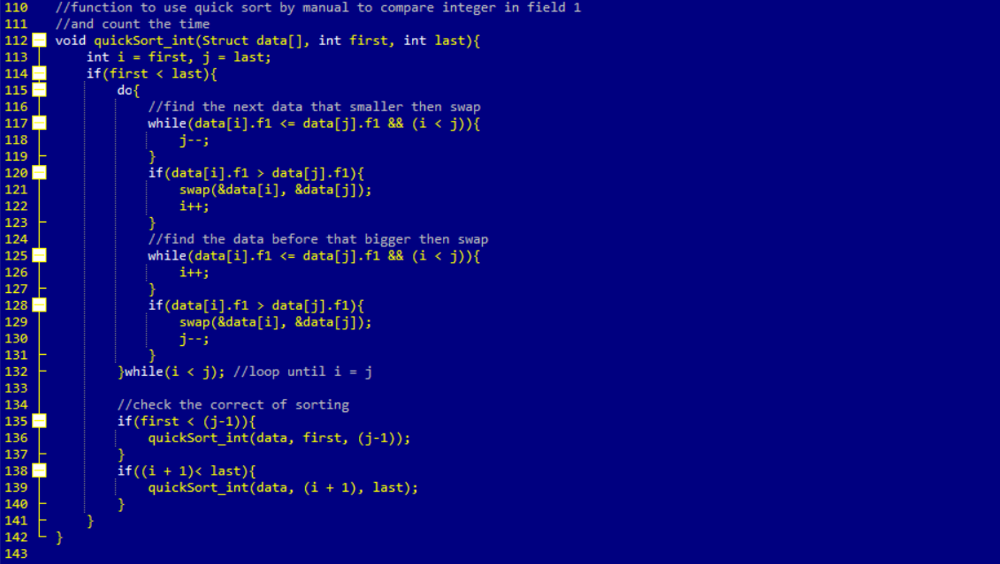 110 //function to use quick sort by manual to compare integer in field 1
111 //and count the time
112 void quickSort_int(Struct data[], int first, int last){
113     int i = first, j = last;
114     if(first < last){
115         do{
116             //find the next data that smaller then swap
117             while(data[i].f1 <= data[j].f1 && (i < j)){
118                 j--;
119             }
120             if(data[i].f1 > data[j].f1){
121                 swap(&data[i], &data[j]);
122                 i++;
123             }
124             //find the data before that bigger then swap
125             while(data[i].f1 <= data[j].f1 && (i < j)){
126                 i++;
127             }
128             if(data[i].f1 > data[j].f1){
129                 swap(&data[i], &data[j]);
130                 j--;
131             }
132         }while(i < j); //loop until i = j
133
134         //check the correct of sorting
135         if(first < (j-1)){
136             quickSort_int(data, first, (j-1));
137         }
138         if((i + 1)< last){
139             quickSort_int(data, (i + 1), last);
140         }
141     }
142 }
143